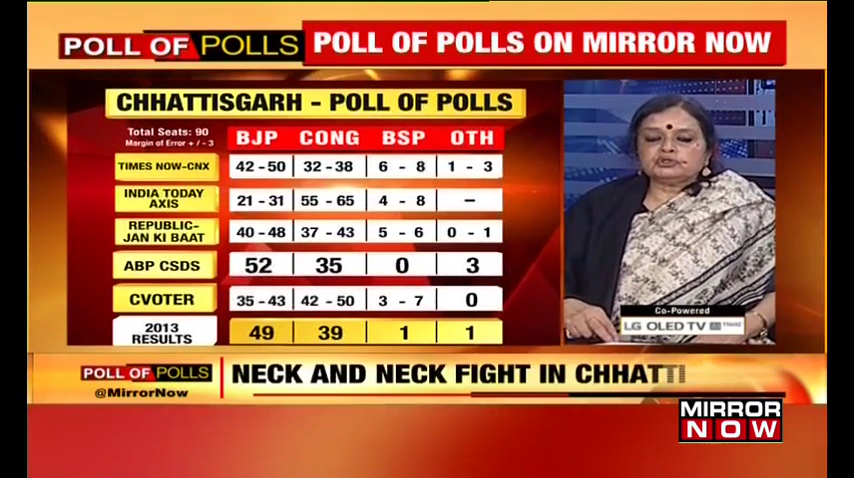 POLL OF POLLS
POLL OF POLLS ON MIRROR NOW
CHHATTISGARH - POLL OF POLLS
Total Seats: 90
Margin of Error + / - 3
BJP CONG BSP OTH
TIMES NOW-CNX 42 - 50 32 - 38 6 - 8 1 - 3
INDIA TODAY
AXIS 21 - 31 55 - 65 4 - 8 –
REPUBLIC-
JAN KI BAAT 40 - 48 37 - 43 5 - 6 0 - 1
ABP CSDS 52 35 0 3
CVOTER 35 - 43 42 - 50 3 - 7 0
2013
RESULTS 49 39 1 1
Co-Powered
LG OLED TV AI ThinQ
POLL OF POLLS
@MirrorNow
NECK AND NECK FIGHT IN CHHATTI
MIRROR
NOW